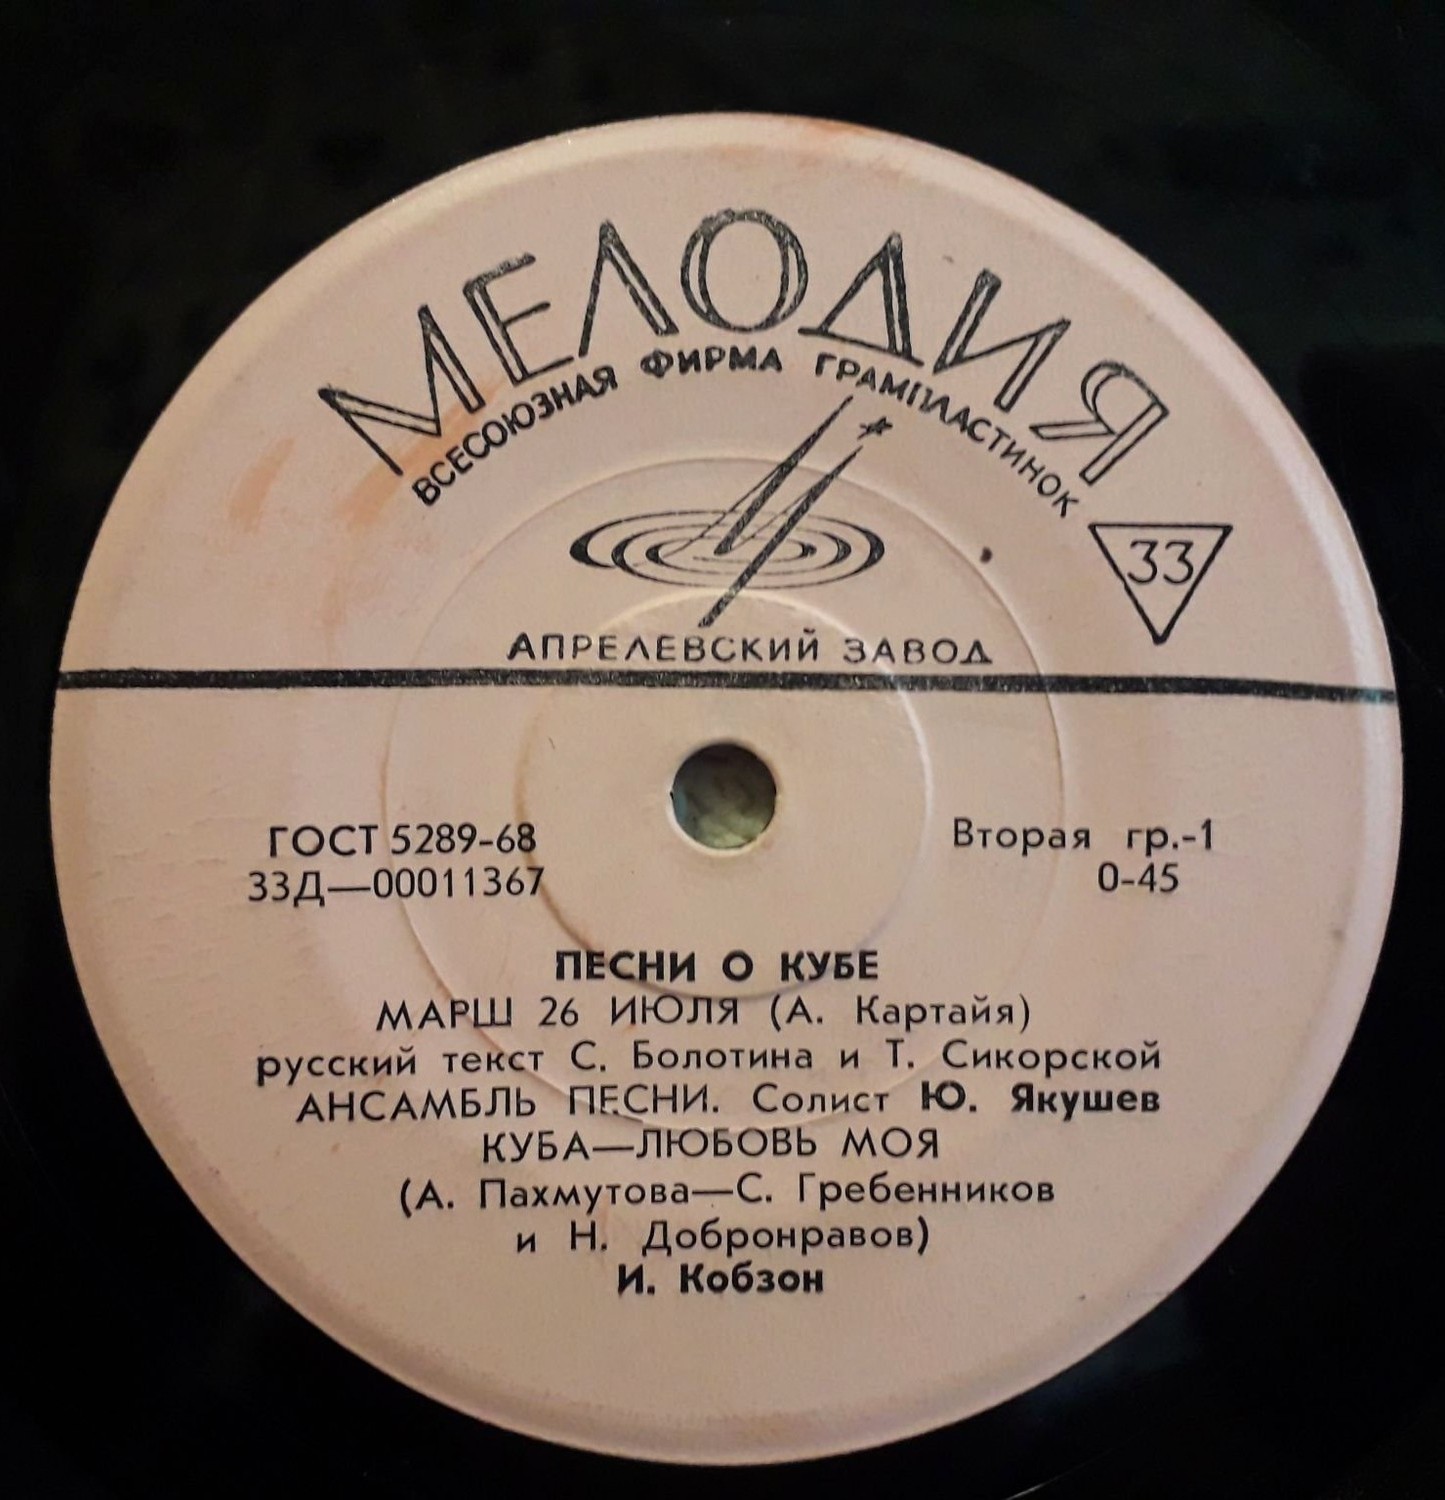 МЕЛОДИЯ
ВСЕСОЮЗНАЯ ФИРМА ГРАМПЛАСТИНОК
33
АПРЕЛЕВСКИЙ ЗАВОД
ГОСТ 5289-68
33Д—00011367
Вторая гр.-1
0-45
ПЕСНИ О КУБЕ
МАРШ 26 ИЮЛЯ (А. Картайя)
русский текст С. Болотина и Т. Сикорской
АНСАМБЛЬ ПЕСНИ. Солист Ю. Якушев
КУБА—ЛЮБОВЬ МОЯ
(А. Пахмутова—С. Гребенников
и Н. Добронравов)
И. Кобзон